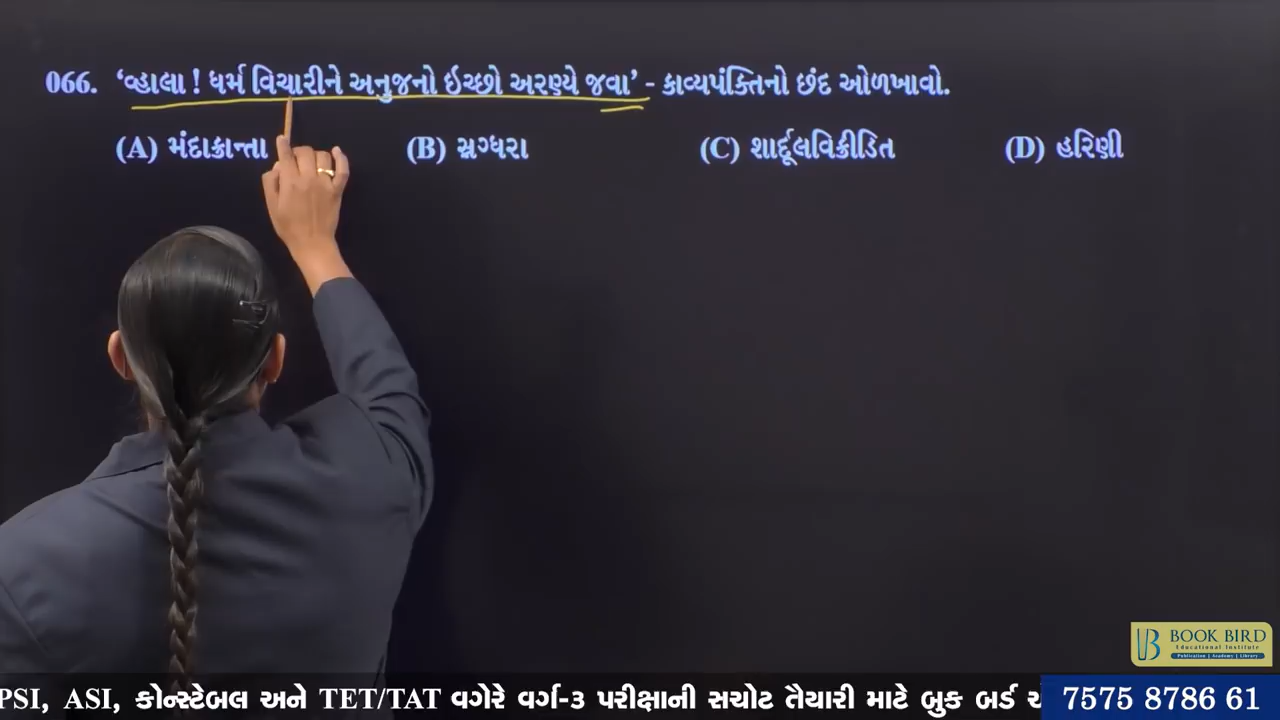 066. ‘વ્હાલા ! ધર્મ વિચારીને અનુજનો ઇચ્છો અરણ્યે જવા’ - કાવ્યપંક્તિનો છંદ ઓળખાવો.
(A) મંદાક્રાન્તા (B) સ્રગ્ધરા (C) શાર્દૂલવિક્રીડિત (D) હરિણી
BOOK BIRD
Educational Institute
Publication | Academy | Library
PSI, ASI, કોન્સ્ટેબલ અને TET/TAT વગેરે વર્ગ-૩ પરીક્ષાની સચોટ તૈયારી માટે બુક બર્ડ 7575 8786 61